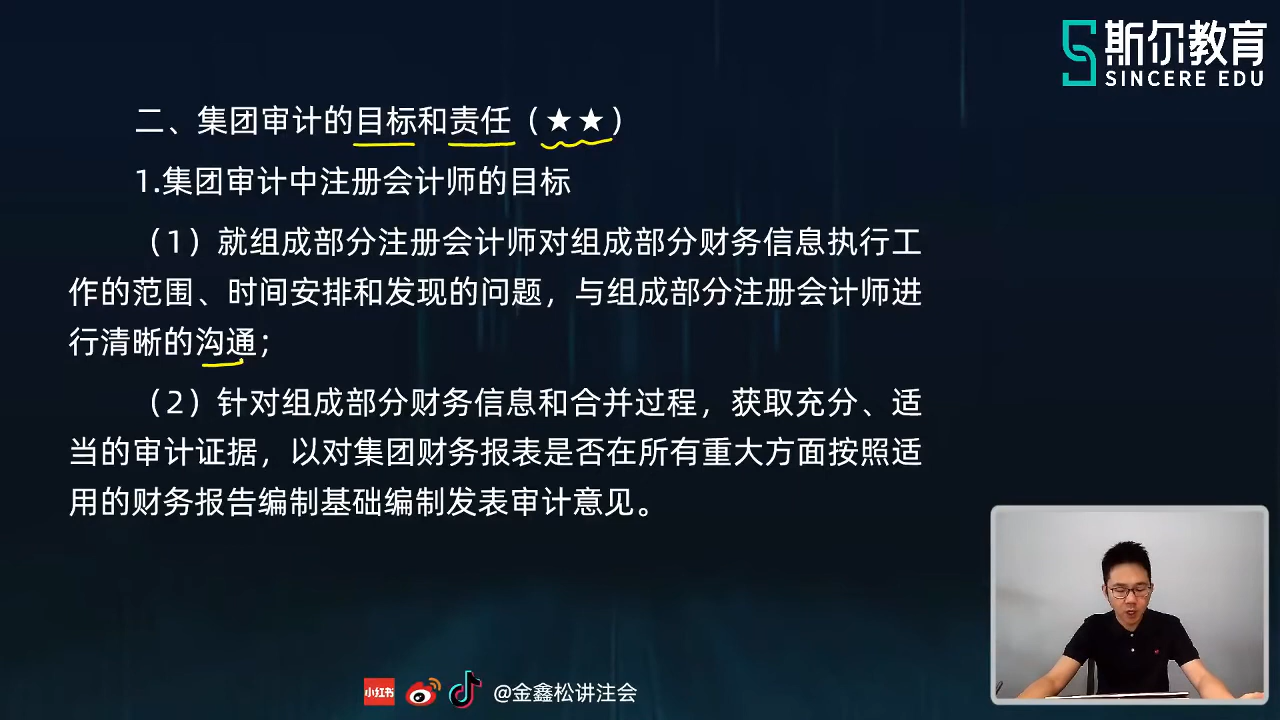 斯尔教育
SINCERE EDU
二、集团审计的目标和责任（★★）
1.集团审计中注册会计师的目标
（1）就组成部分注册会计师对组成部分财务信息执行工
作的范围、时间安排和发现的问题，与组成部分注册会计师进
行清晰的沟通；
（2）针对组成部分财务信息和合并过程，获取充分、适
当的审计证据，以对集团财务报表是否在所有重大方面按照适
用的财务报告编制基础编制发表审计意见。
小红书 @金鑫松讲注会